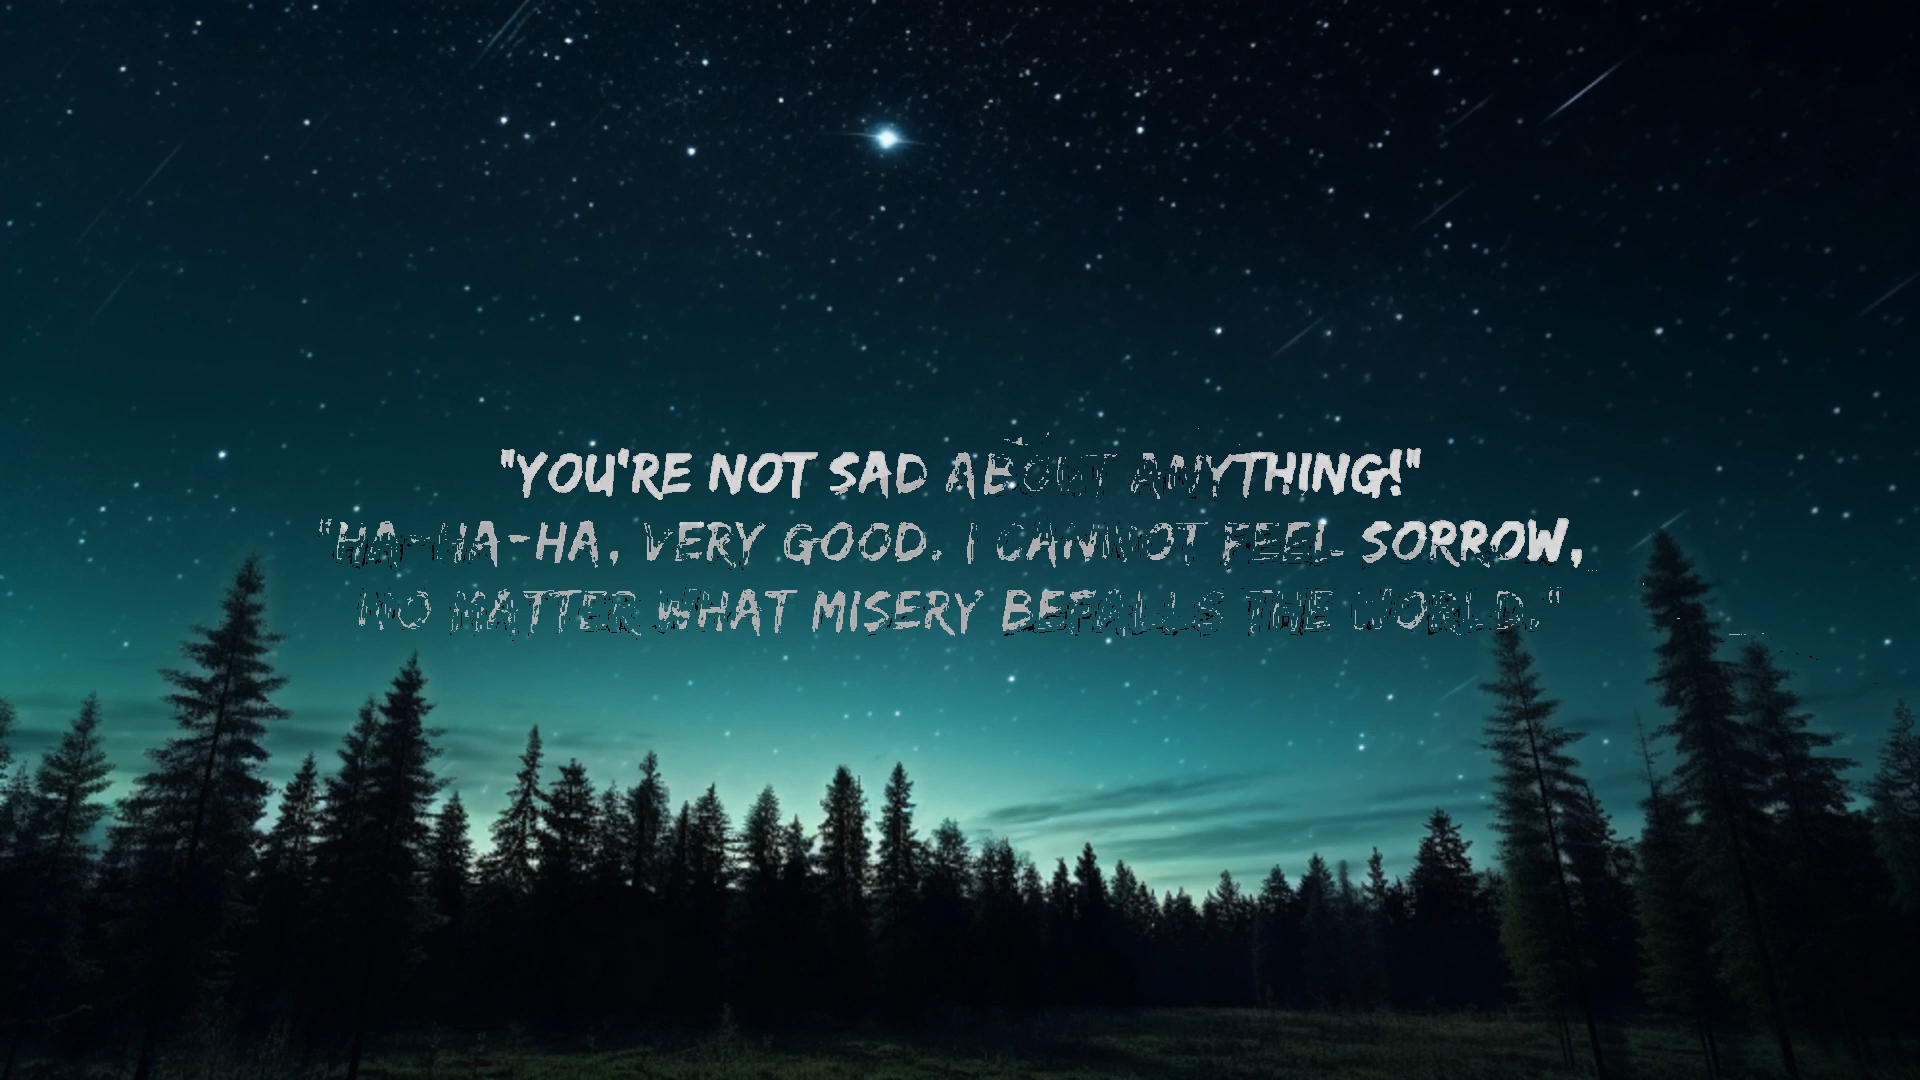 "YOU'RE NOT SAD ABOUT ANYTHING!"
"HA-HA-HA, VERY GOOD. I CANNOT FEEL SORROW,
NO MATTER WHAT MISERY BEFALLS THE WORLD."